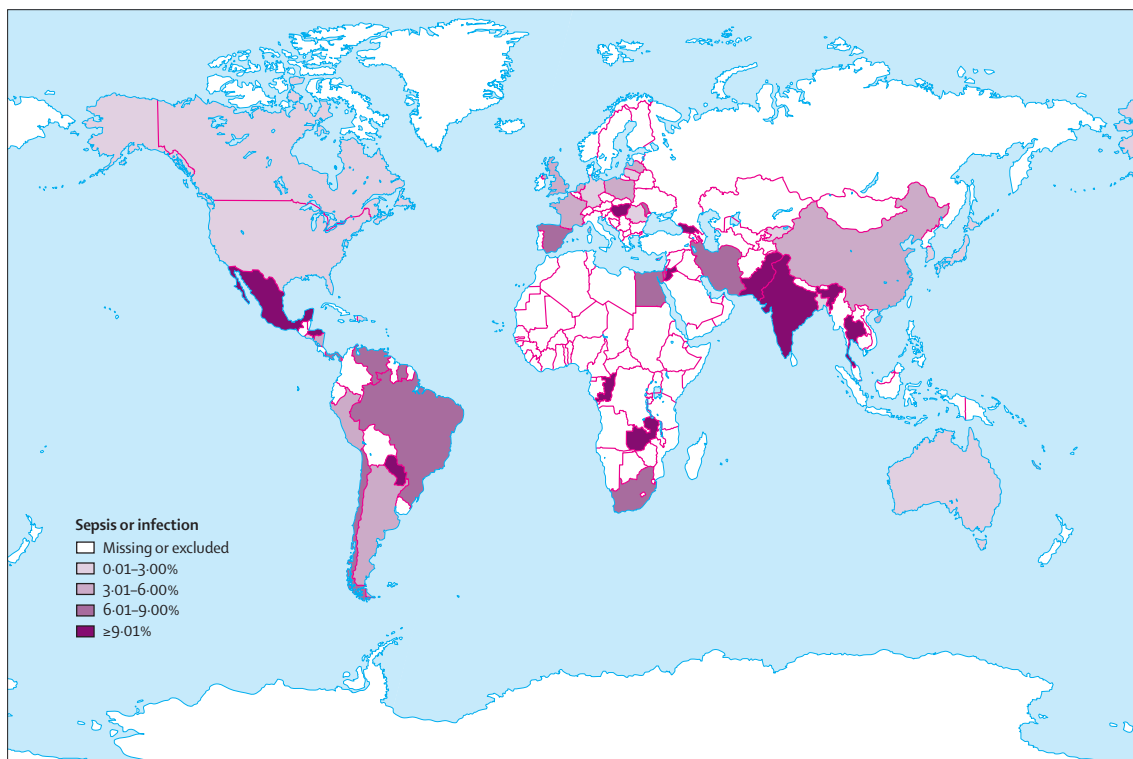 Sepsis or infection
Missing or excluded
0·01–3·00%
3·01–6·00%
6·01–9·00%
≥9·01%